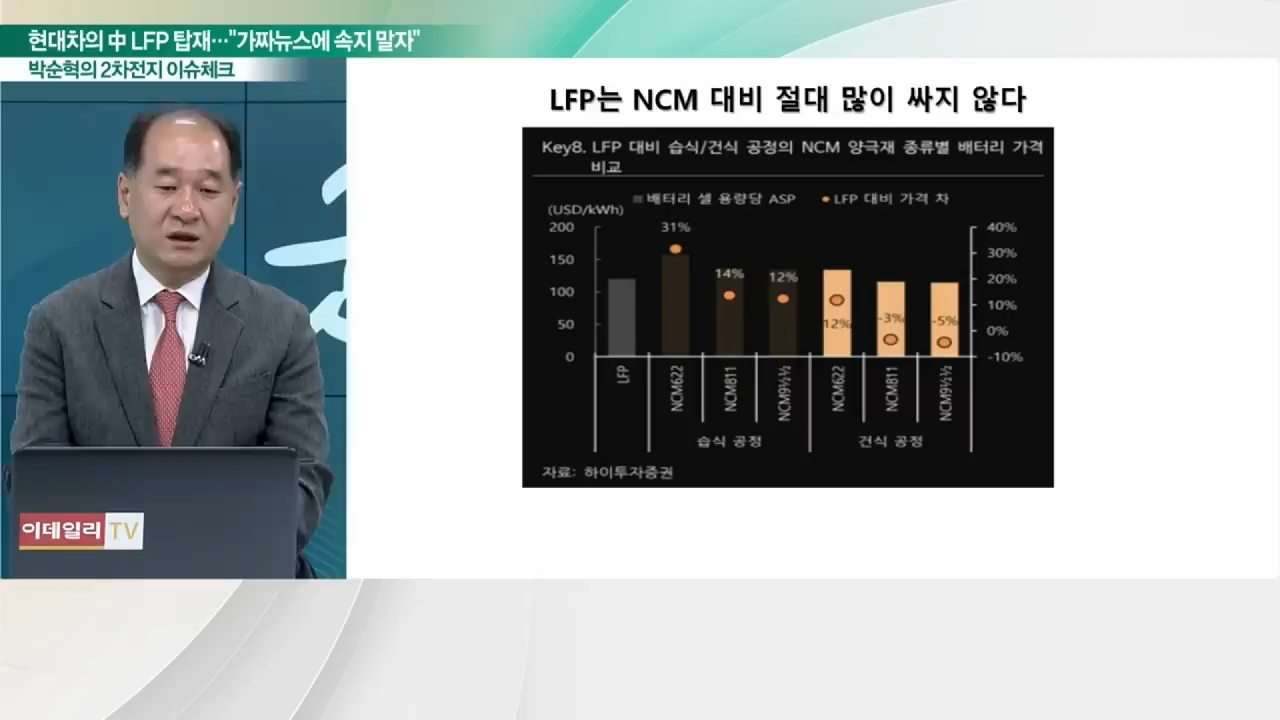 현대차의 中 LFP 탑재…"가짜뉴스에 속지 말자"
박순혁의 2차전지 이슈체크
LFP는 NCM 대비 절대 많이 싸지 않다
Key8. LFP 대비 습식/건식 공정의 NCM 양극재 종류별 배터리 가격
비교
배터리 셀 용량당 ASP
LFP 대비 가격 차
(USD/kWh)
200
150
100
50
0
40%
30%
20%
10%
0%
-10%
31%
14%
12%
12%
-3%
-5%
LFP
NCM622
NCM811
NCM9½½
NCM622
NCM811
NCM9½½
습식 공정
건식 공정
자료: 하이투자증권
이데일리 TV